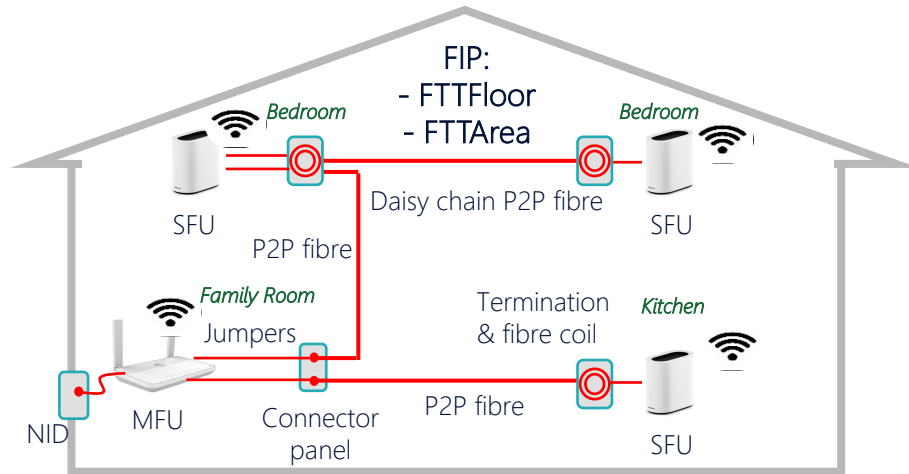 FIP:
- FTTFloor
- FTTArea
Bedroom
Bedroom
SFU
Daisy chain P2P fibre
SFU
P2P fibre
Family Room
Jumpers
Termination
& fibre coil
Kitchen
NID
MFU
Connector
panel
P2P fibre
SFU